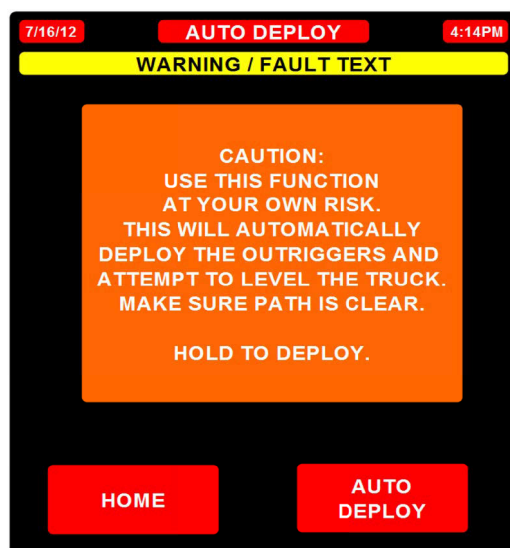 7/16/12
AUTO DEPLOY
4:14PM
WARNING / FAULT TEXT
CAUTION:
USE THIS FUNCTION
AT YOUR OWN RISK.
THIS WILL AUTOMATICALLY
DEPLOY THE OUTRIGGERS AND
ATTEMPT TO LEVEL THE TRUCK.
MAKE SURE PATH IS CLEAR.
HOLD TO DEPLOY.
HOME
AUTO
DEPLOY